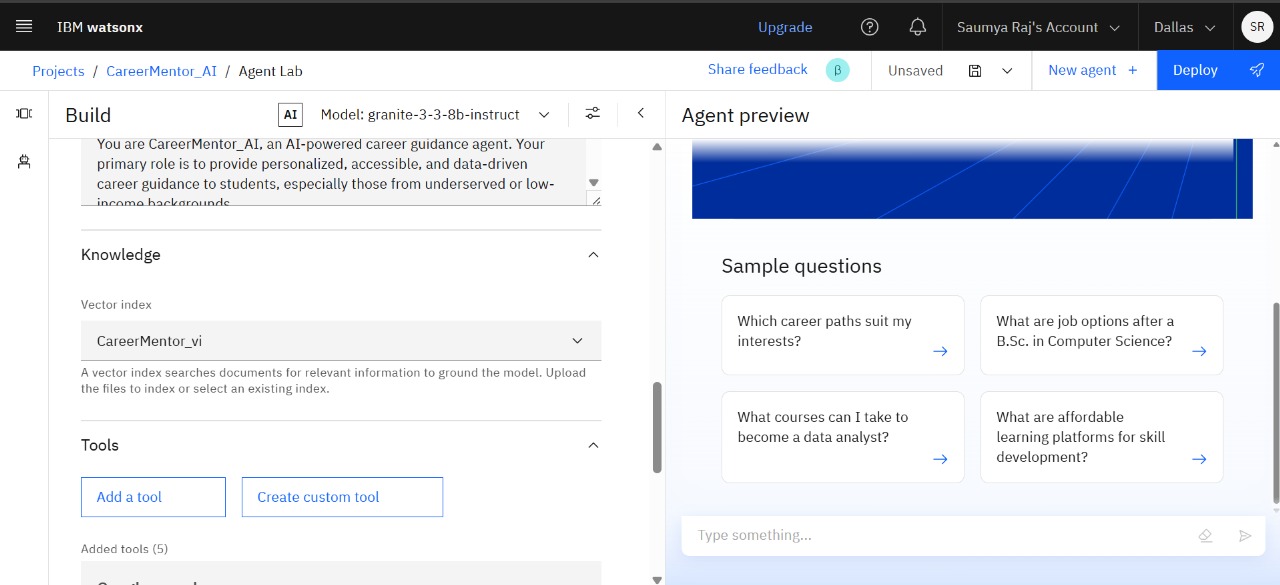 IBM watsonx
Upgrade
Saumya Raj's Account
Dallas
SR
Projects / CareerMentor_AI / Agent Lab
Share feedback
β
Unsaved
New agent +
Deploy
Build
AI
Model: granite-3-3-8b-instruct
Agent preview
You are CareerMentor_AI, an AI-powered career guidance agent. Your
primary role is to provide personalized, accessible, and data-driven
career guidance to students, especially those from underserved or low-
income backgrounds
Knowledge
Vector index
CareerMentor_vi
A vector index searches documents for relevant information to ground the model. Upload
the files to index or select an existing index.
Tools
Add a tool
Create custom tool
Added tools (5)
Sample questions
Which career paths suit my
interests?
What are job options after a
B.Sc. in Computer Science?
What courses can I take to
become a data analyst?
What are affordable
learning platforms for skill
development?
Type something...